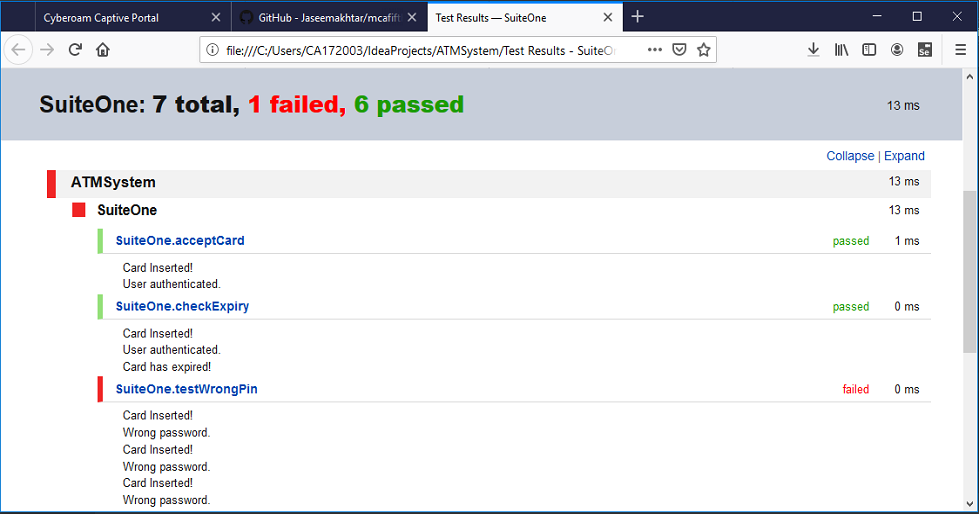 Cyberoam Captive Portal
GitHub - Jaseemakhtar/mcafift
Test Results — SuiteOne
file:///C:/Users/CA172003/IdeaProjects/ATMSystem/Test Results - SuiteOn
Se
SuiteOne: 7 total, 1 failed, 6 passed 13 ms
Collapse | Expand
ATMSystem 13 ms
SuiteOne 13 ms
SuiteOne.acceptCard passed 1 ms
Card Inserted!
User authenticated.
SuiteOne.checkExpiry passed 0 ms
Card Inserted!
User authenticated.
Card has expired!
SuiteOne.testWrongPin failed 0 ms
Card Inserted!
Wrong password.
Card Inserted!
Wrong password.
Card Inserted!
Wrong password.